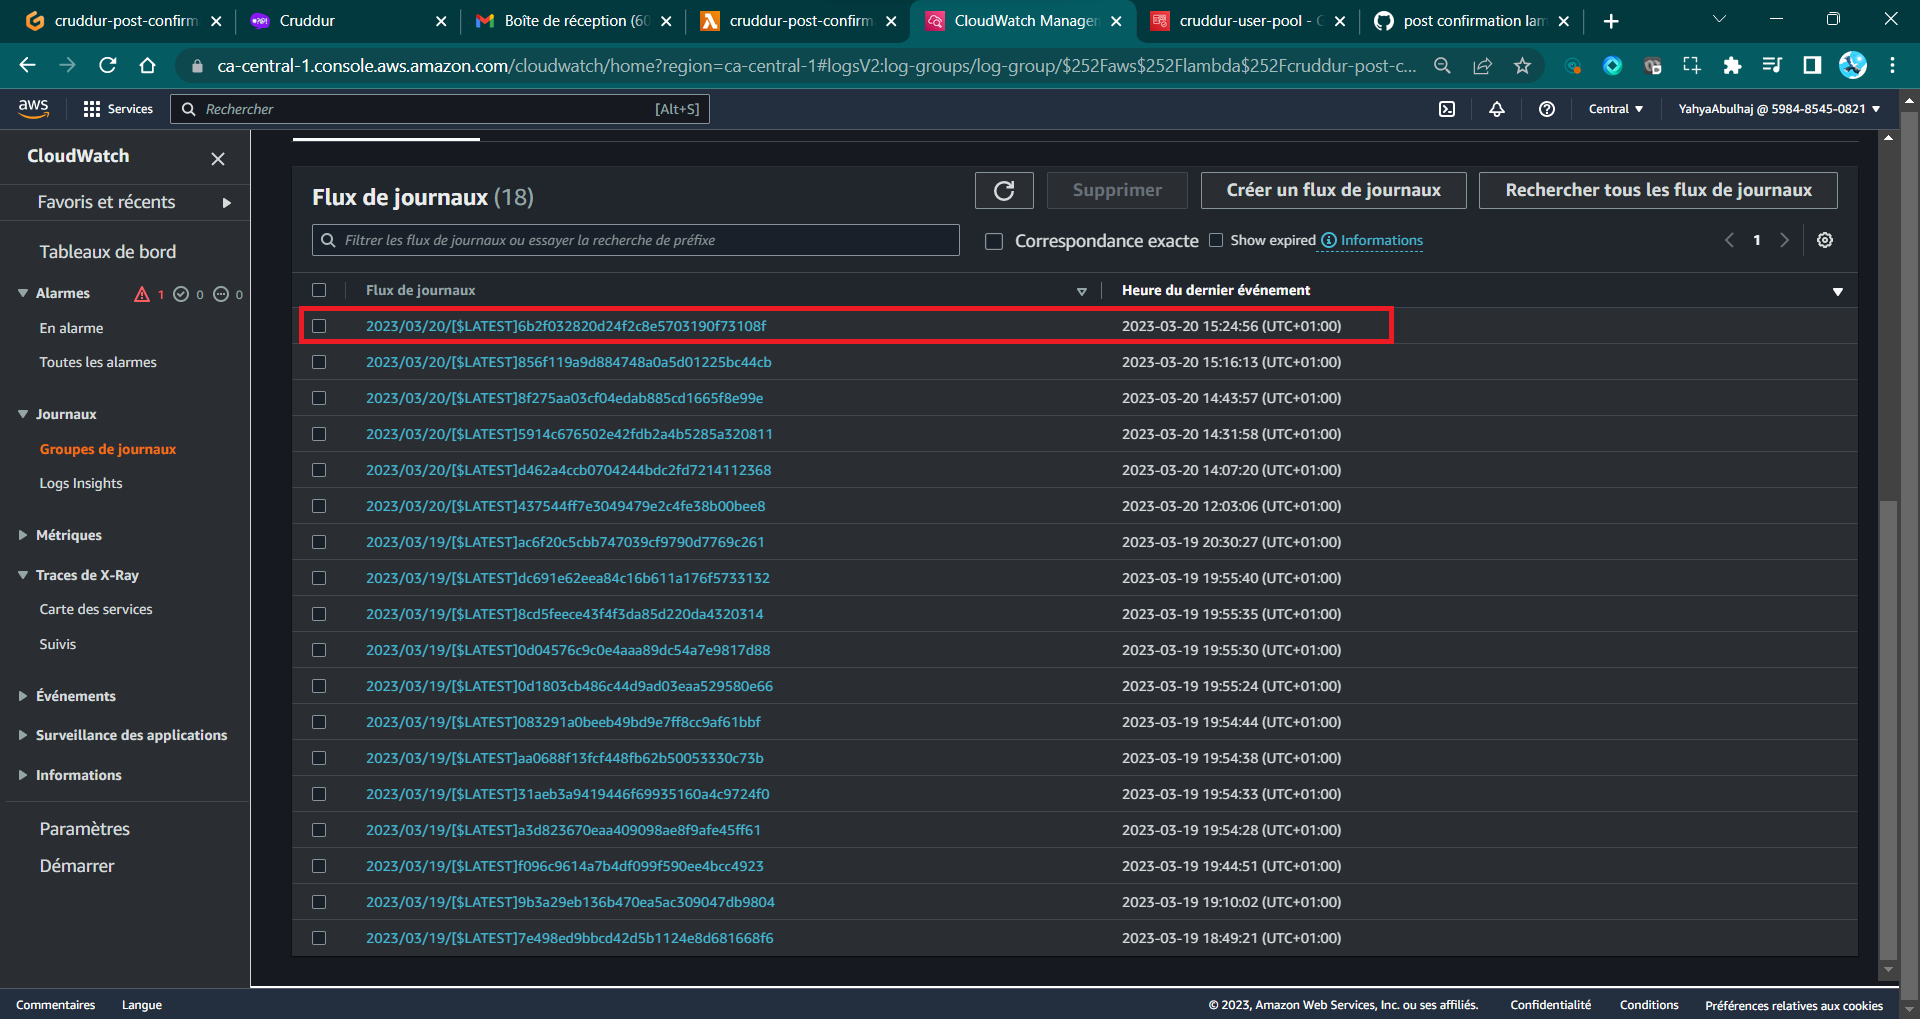 cruddur-post-confirm
Cruddur
Boîte de réception (60
cruddur-post-confirm
CloudWatch Manager
cruddur-user-pool - C
post confirmation lam
ca-central-1.console.aws.amazon.com/cloudwatch/home?region=ca-central-1#logsV2:log-groups/log-group/$252Faws$252Flambda$252Fcruddur-post-c...
aws
Services
Rechercher
[Alt+S]
Central
YahyaAbulhaj @ 5984-8545-0821
CloudWatch
Favoris et récents
Tableaux de bord
Alarmes 1 0 0
En alarme
Toutes les alarmes
Journaux
Groupes de journaux
Logs Insights
Métriques
Traces de X-Ray
Carte des services
Suivis
Événements
Surveillance des applications
Informations
Paramètres
Démarrer
Flux de journaux (18)
Supprimer
Créer un flux de journaux
Rechercher tous les flux de journaux
Filtrer les flux de journaux ou essayer la recherche de préfixe
Correspondance exacte
Show expired
Informations
1
Flux de journaux Heure du dernier événement
2023/03/20/[$LATEST]6b2f032820d24f2c8e5703190f73108f 2023-03-20 15:24:56 (UTC+01:00)
2023/03/20/[$LATEST]856f119a9d884748a0a5d01225bc44cb 2023-03-20 15:16:13 (UTC+01:00)
2023/03/20/[$LATEST]8f275aa03cf04edab885cd1665f8e99e 2023-03-20 14:43:57 (UTC+01:00)
2023/03/20/[$LATEST]5914c676502e42fdb2a4b5285a320811 2023-03-20 14:31:58 (UTC+01:00)
2023/03/20/[$LATEST]d462a4ccb0704244bdc2fd7214112368 2023-03-20 14:07:20 (UTC+01:00)
2023/03/20/[$LATEST]437544ff7e3049479e2c4fe38b00bee8 2023-03-20 12:03:06 (UTC+01:00)
2023/03/19/[$LATEST]ac6f20c5cbb747039cf9790d7769c261 2023-03-19 20:30:27 (UTC+01:00)
2023/03/19/[$LATEST]dc691e62eea84c16b611a176f5733132 2023-03-19 19:55:40 (UTC+01:00)
2023/03/19/[$LATEST]8cd5feece43f4f3da85d220da4320314 2023-03-19 19:55:35 (UTC+01:00)
2023/03/19/[$LATEST]0d04576c9c0e4aaa89dc54a7e9817d88 2023-03-19 19:55:30 (UTC+01:00)
2023/03/19/[$LATEST]0d1803cb486c44d9ad03eaa529580e66 2023-03-19 19:55:24 (UTC+01:00)
2023/03/19/[$LATEST]083291a0beeb49bd9e7ff8cc9af61bbf 2023-03-19 19:54:44 (UTC+01:00)
2023/03/19/[$LATEST]aa0688f13fcf448fb62b50053330c73b 2023-03-19 19:54:38 (UTC+01:00)
2023/03/19/[$LATEST]31aeb3a9419446f69935160a4c9724f0 2023-03-19 19:54:33 (UTC+01:00)
2023/03/19/[$LATEST]a3d823670eaa409098ae8f9afe45ff61 2023-03-19 19:54:28 (UTC+01:00)
2023/03/19/[$LATEST]f096c9614a7b4df099f590ee4bcc4923 2023-03-19 19:44:51 (UTC+01:00)
2023/03/19/[$LATEST]9b3a29eb136b470ea5ac309047db9804 2023-03-19 19:10:02 (UTC+01:00)
2023/03/19/[$LATEST]7e498ed9bbcd42d5b1124e8d681668f6 2023-03-19 18:49:21 (UTC+01:00)
Commentaires
Langue
© 2023, Amazon Web Services, Inc. ou ses affiliés.
Confidentialité
Conditions
Préférences relatives aux cookies